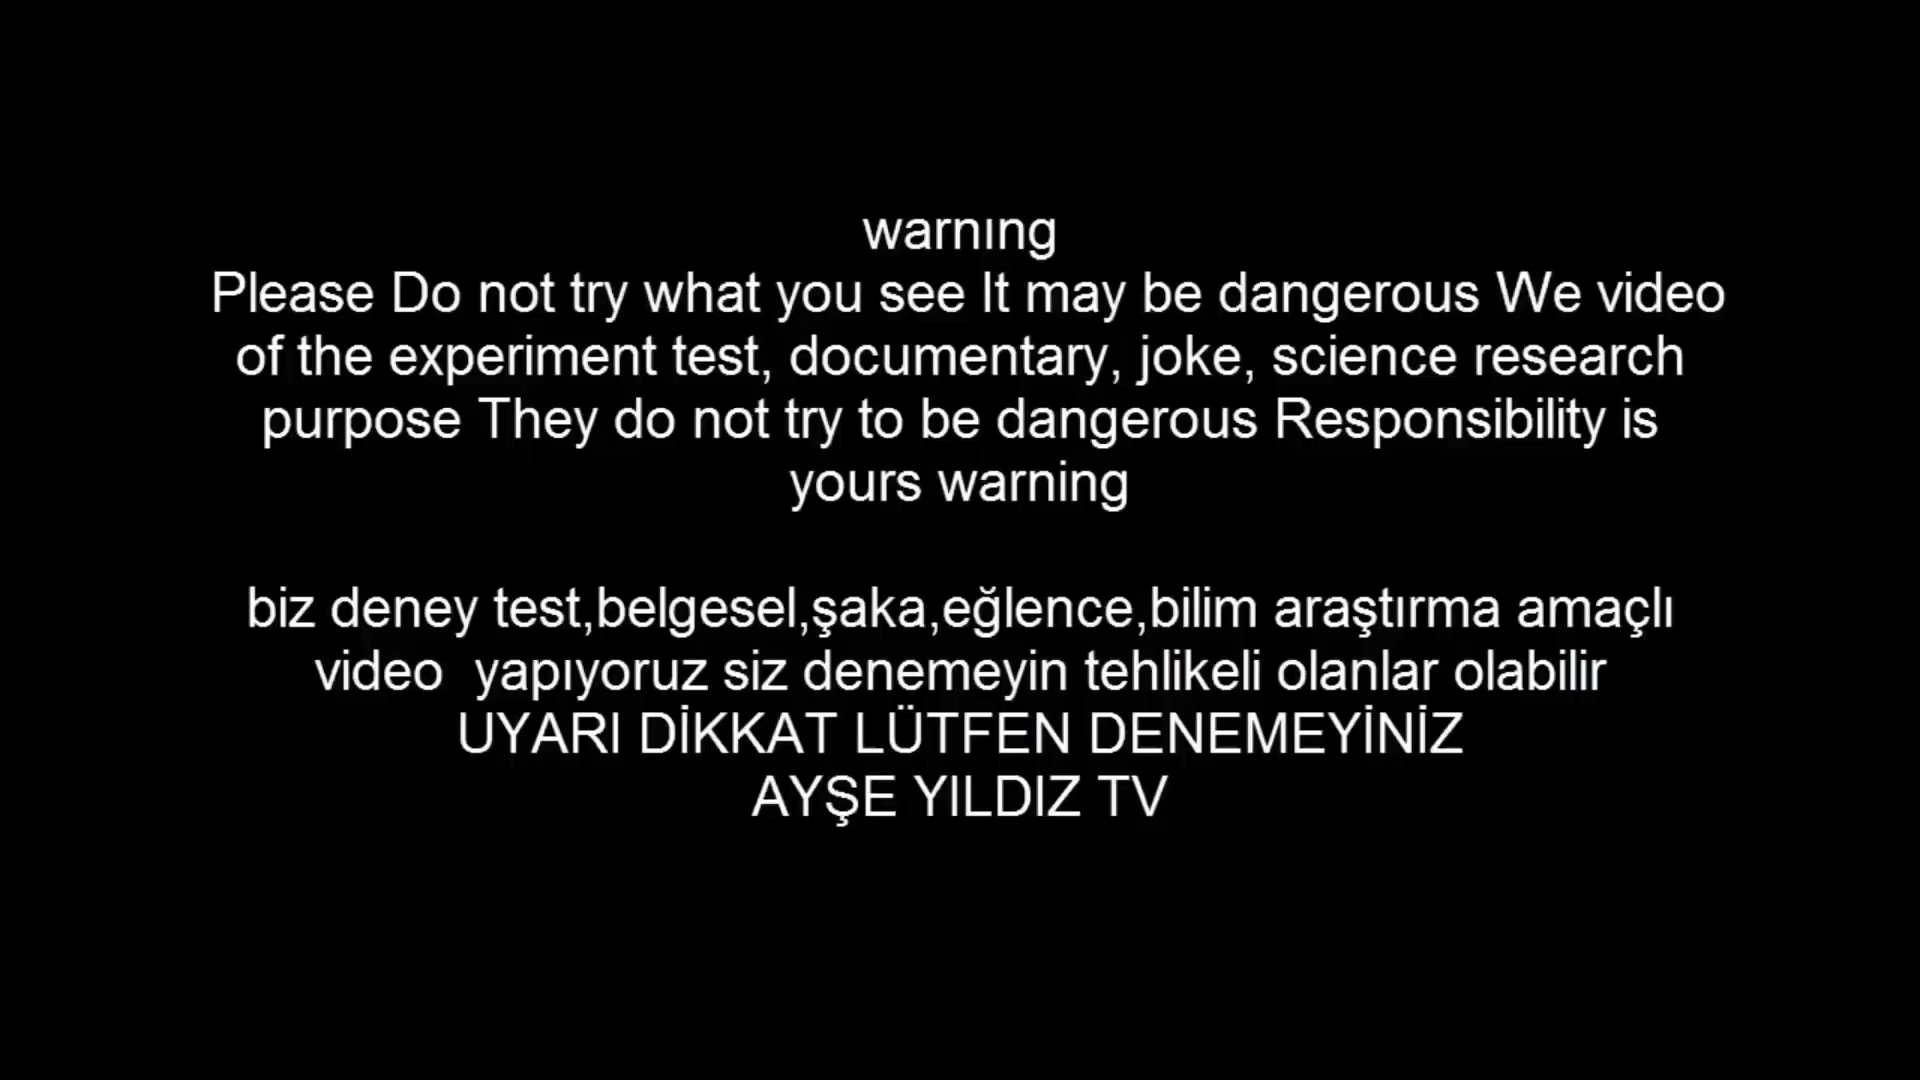 warnıng
Please Do not try what you see It may be dangerous We video
of the experiment test, documentary, joke, science research
purpose They do not try to be dangerous Responsibility is
yours warning
biz deney test,belgesel,şaka,eğlence,bilim araştırma amaçlı
video  yapıyoruz siz denemeyin tehlikeli olanlar olabilir
UYARI DİKKAT LÜTFEN DENEMEYİNİZ
AYŞE YILDIZ TV